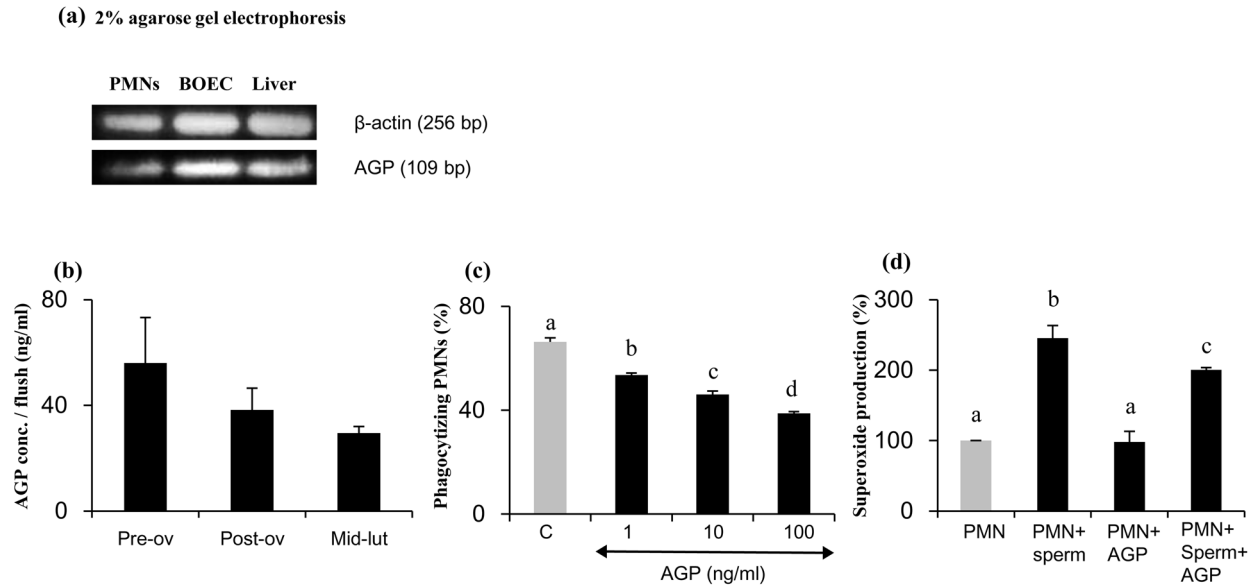 (a) 2% agarose gel electrophoresis
PMNs BOEC Liver
β-actin (256 bp)
AGP (109 bp)
(b)
AGP conc. / flush (ng/ml)
80
40
0
Pre-ov Post-ov Mid-lut
(c)
Phagocytizing PMNs (%)
80
40
0
a
b
c
d
C 1 10 100
AGP (ng/ml)
(d)
Superoxide production (%)
300
200
100
0
a
b
a
c
PMN
PMN+
sperm
PMN+
AGP
PMN+
Sperm+
AGP